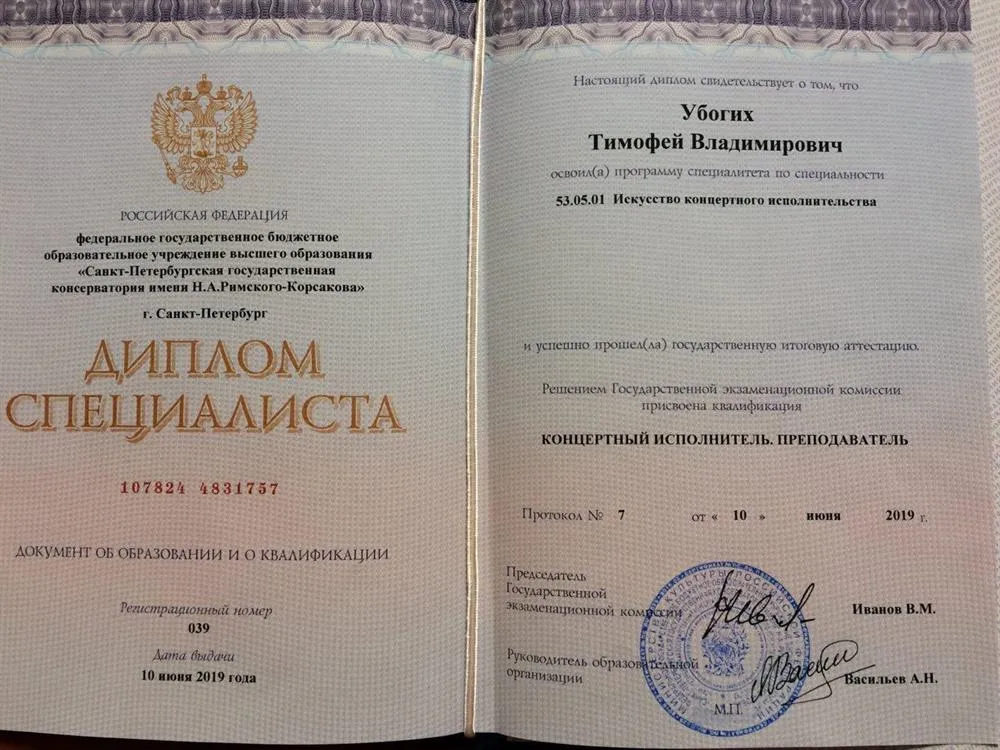 РОССИЙСКАЯ ФЕДЕРАЦИЯ
федеральное государственное бюджетное
образовательное учреждение высшего образования
«Санкт-Петербургская государственная
консерватория имени Н.А.Римского-Корсакова»
г. Санкт-Петербург
ДИПЛОМ
СПЕЦИАЛИСТА
107824 4831757
ДОКУМЕНТ ОБ ОБРАЗОВАНИИ И О КВАЛИФИКАЦИИ
Регистрационный номер
039
Дата выдачи
10 июня 2019 года
Настоящий диплом свидетельствует о том, что
Убогих
Тимофей Владимирович
освоил(а) программу специалитета по специальности
53.05.01 Искусство концертного исполнительства
и успешно прошел(ла) государственную итоговую аттестацию.
Решением Государственной экзаменационной комиссии
присвоена квалификация
КОНЦЕРТНЫЙ ИСПОЛНИТЕЛЬ. ПРЕПОДАВАТЕЛЬ
Протокол № 7 от « 10 » июня 2019 г.
Председатель
Государственной
экзаменационной комиссии
Иванов В.М.
Руководитель образовательной
организации
Васильев А.Н.
М.П.